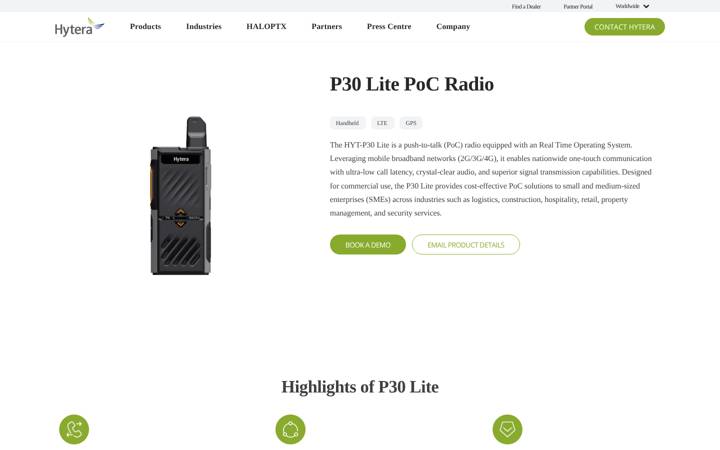 Find a Dealer
Partner Portal
Worldwide
Hytera
Products
Industries
HALOPTX
Partners
Press Centre
Company
CONTACT HYTERA
P30 Lite PoC Radio
Handheld
LTE
GPS
Hytera
The HYT-P30 Lite is a push-to-talk (PoC) radio equipped with an Real Time Operating System.
Leveraging mobile broadband networks (2G/3G/4G), it enables nationwide one-touch communication
with ultra-low call latency, crystal-clear audio, and superior signal transmission capabilities. Designed
for commercial use, the P30 Lite provides cost-effective PoC solutions to small and medium-sized
enterprises (SMEs) across industries such as logistics, construction, hospitality, retail, property
management, and security services.
BOOK A DEMO
EMAIL PRODUCT DETAILS
Highlights of P30 Lite